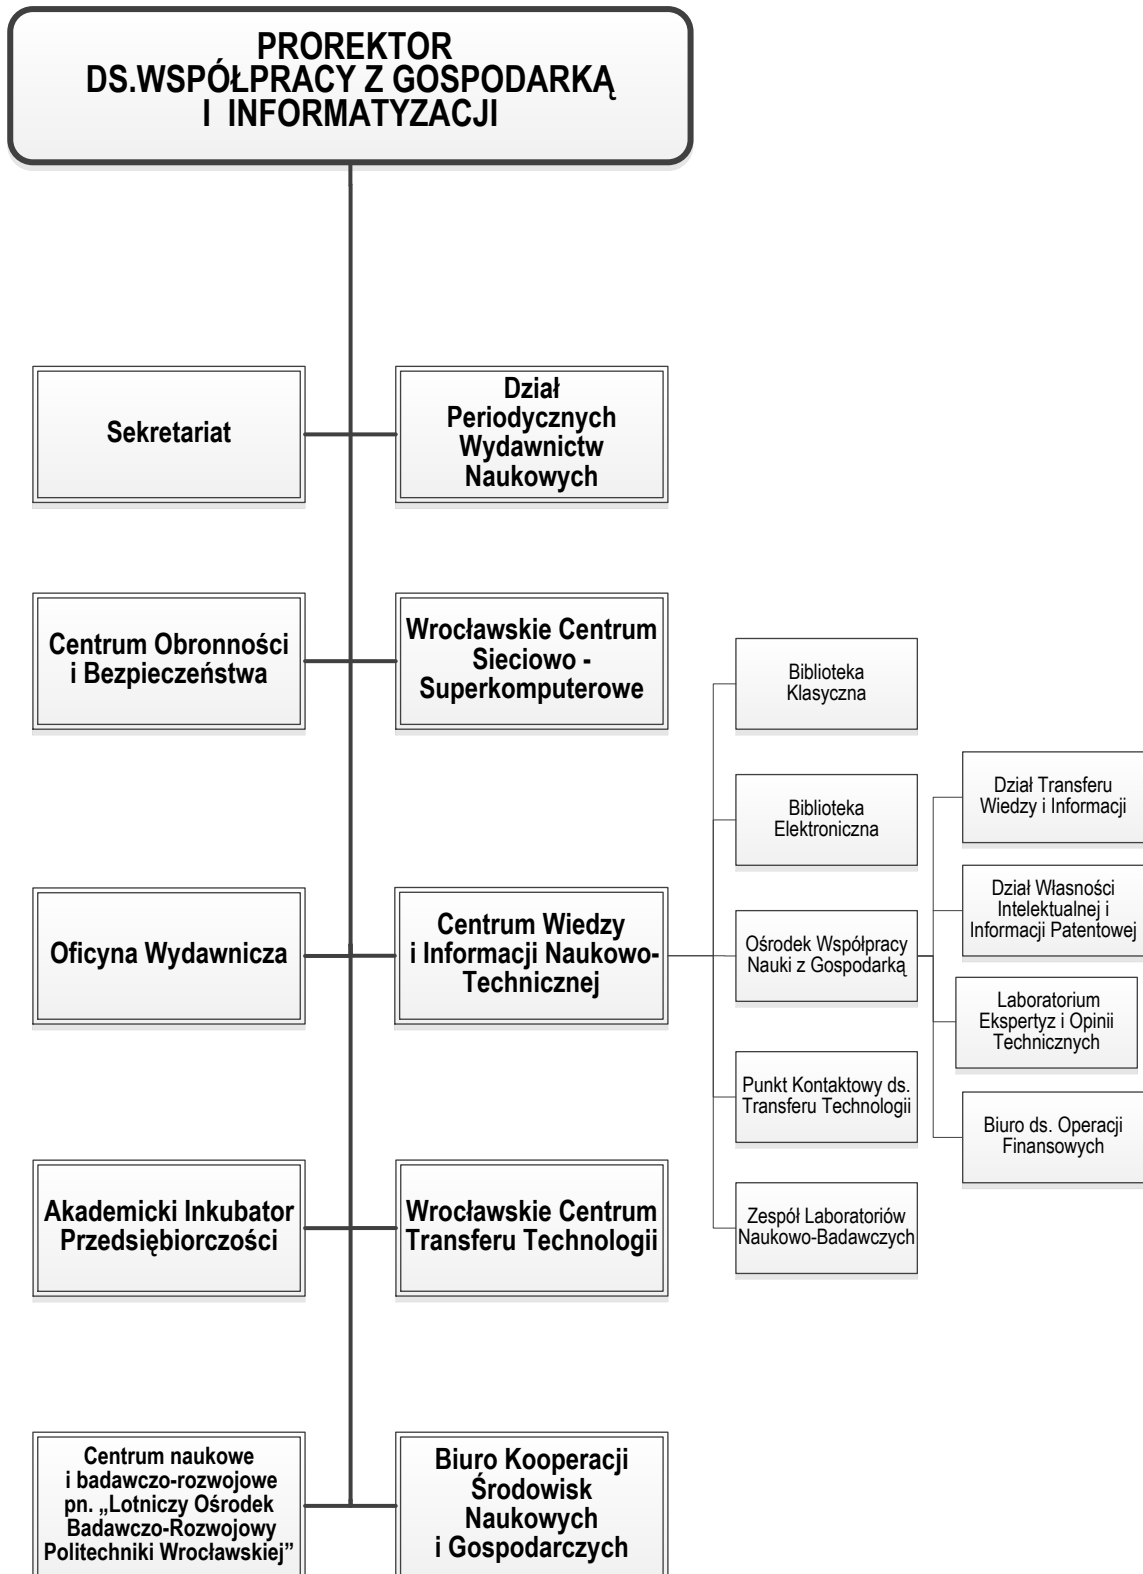 PROREKTOR
DS.WSPÓŁPRACY Z GOSPODARKĄ
I INFORMATYZACJI
Sekretariat
Dział
Periodycznych
Wydawnictw
Naukowych
Centrum Obronności
i Bezpieczeństwa
Wrocławskie Centrum
Sieciowo -
Superkomputerowe
Biblioteka
Klasyczna
Biblioteka
Elektroniczna
Dział Transferu
Wiedzy i Informacji
Oficyna Wydawnicza
Centrum Wiedzy
i Informacji Naukowo-
Technicznej
Ośrodek Współpracy
Nauki z Gospodarką
Dział Własności
Intelektualnej i
Informacji Patentowej
Laboratorium
Ekspertyz i Opinii
Technicznych
Punkt Kontaktowy ds.
Transferu Technologii
Biuro ds. Operacji
Finansowych
Akademicki Inkubator
Przedsiębiorczości
Wrocławskie Centrum
Transferu Technologii
Zespół Laboratoriów
Naukowo-Badawczych
Centrum naukowe
i badawczo-rozwojowe
pn. „Lotniczy Ośrodek
Badawczo-Rozwojowy
Politechniki Wrocławskiej”
Biuro Kooperacji
Środowisk
Naukowych
i Gospodarczych